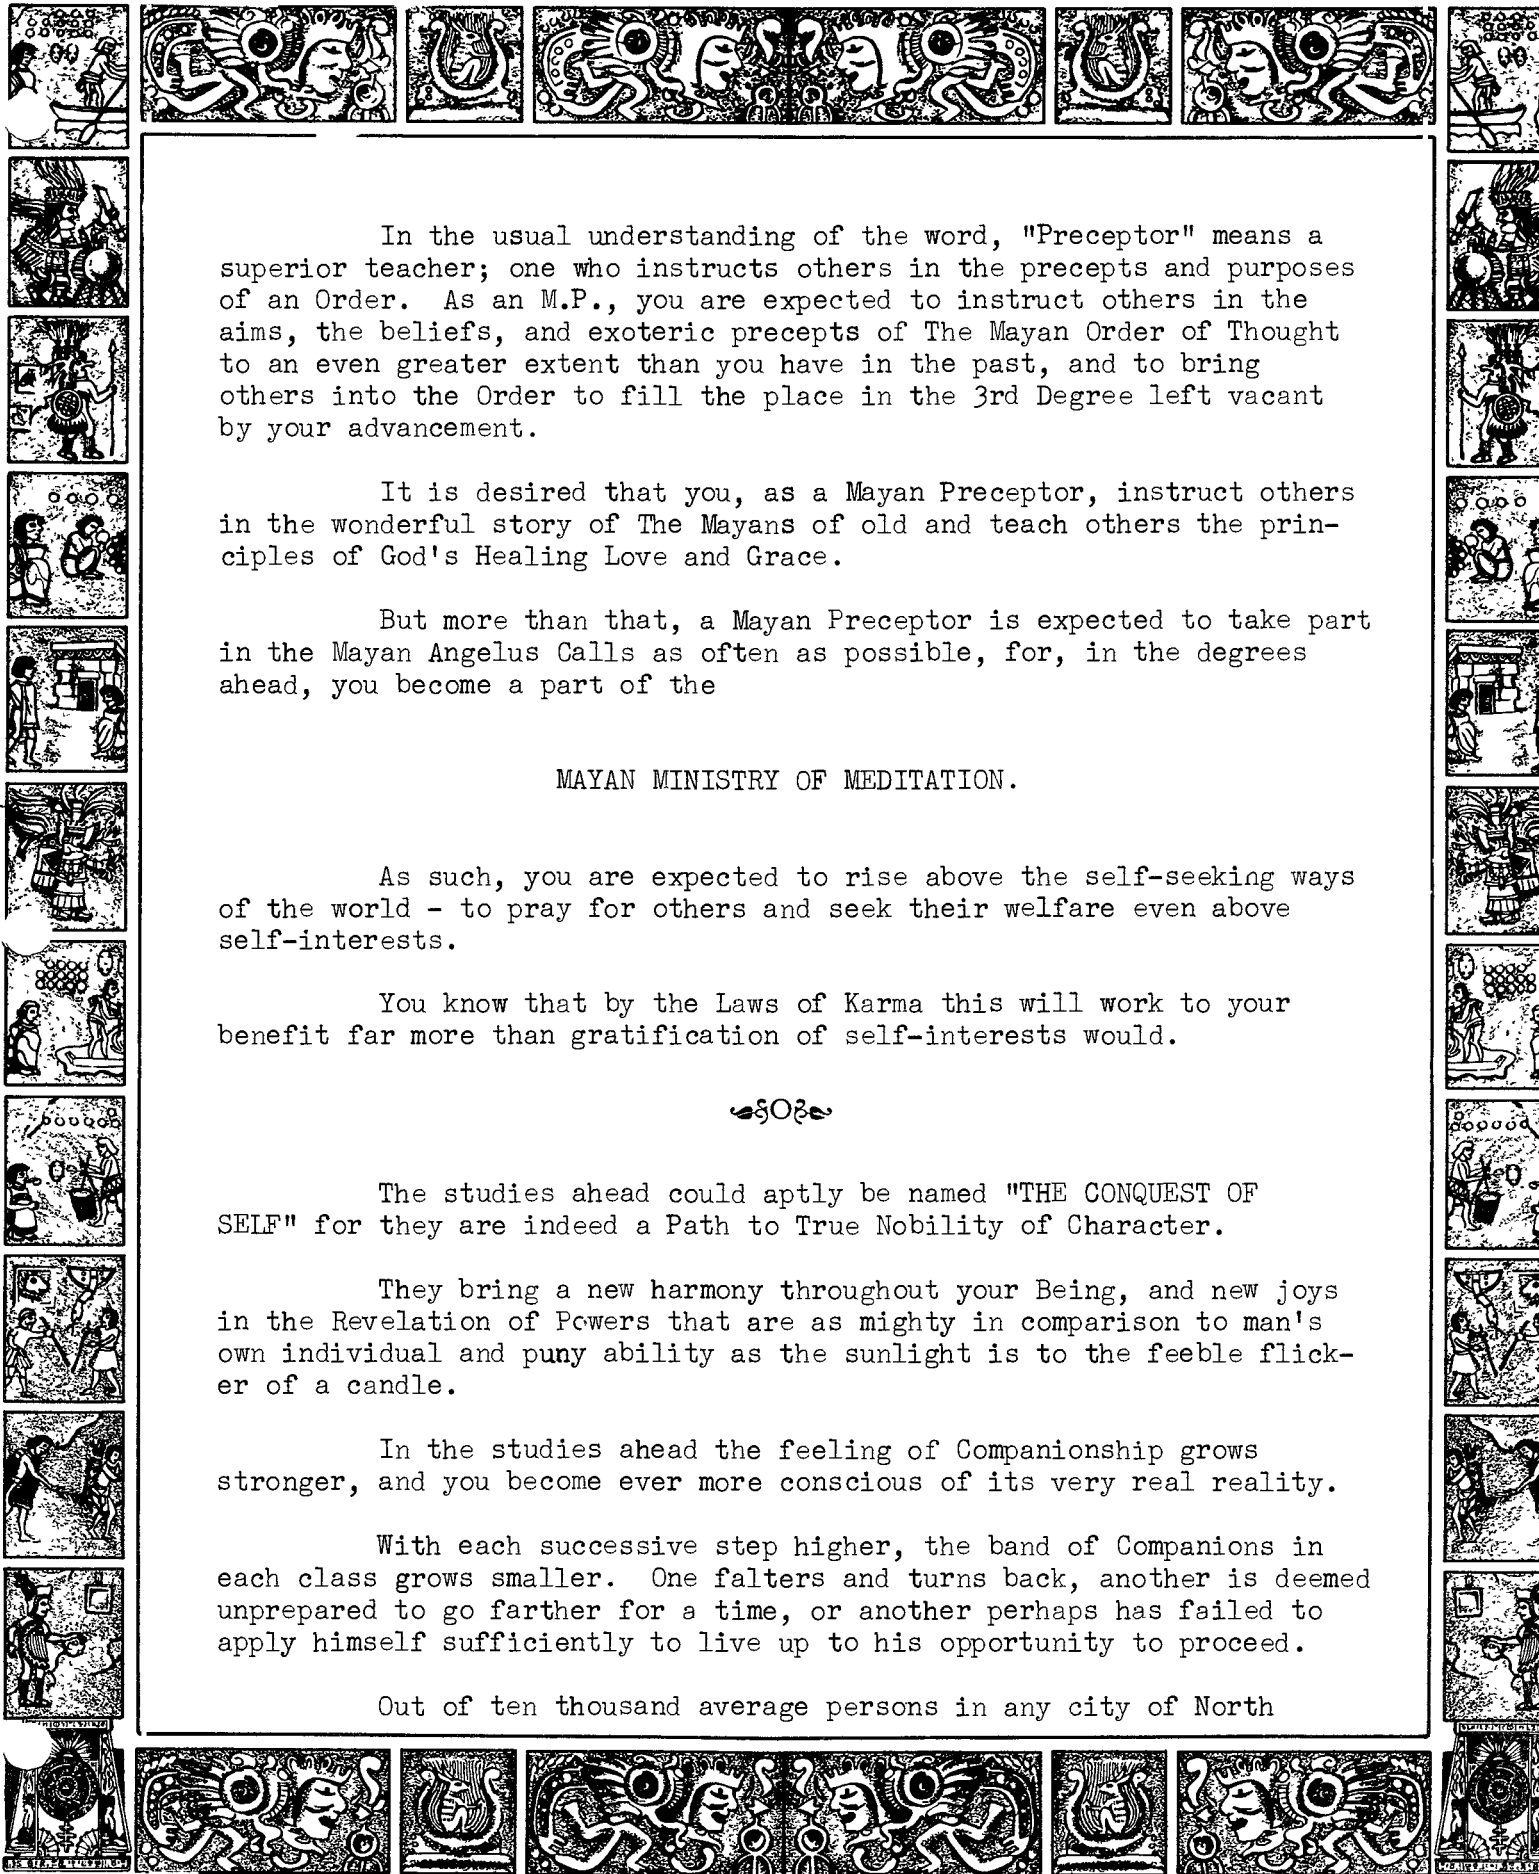 In the usual understanding of the word, "Preceptor" means a
superior teacher; one who instructs others in the precepts and purposes
of an Order. As an M.P., you are expected to instruct others in the
aims, the beliefs, and exoteric precepts of The Mayan Order of Thought
to an even greater extent than you have in the past, and to bring
others into the Order to fill the place in the 3rd Degree left vacant
by your advancement.
It is desired that you, as a Mayan Preceptor, instruct others
in the wonderful story of The Mayans of old and teach others the prin-
ciples of God's Healing Love and Grace.
But more than that, a Mayan Preceptor is expected to take part
in the Mayan Angelus Calls as often as possible, for, in the degrees
ahead, you become a part of the
MAYAN MINISTRY OF MEDITATION.
As such, you are expected to rise above the self-seeking ways
of the world - to pray for others and seek their welfare even above
self-interests.
You know that by the Laws of Karma this will work to your
benefit far more than gratification of self-interests would.
The studies ahead could aptly be named "THE CONQUEST OF
SELF" for they are indeed a Path to True Nobility of Character.
They bring a new harmony throughout your Being, and new joys
in the Revelation of Powers that are as mighty in comparison to man's
own individual and puny ability as the sunlight is to the feeble flick-
er of a candle.
In the studies ahead the feeling of Companionship grows
stronger, and you become ever more conscious of its very real reality.
With each successive step higher, the band of Companions in
each class grows smaller. One falters and turns back, another is deemed
unprepared to go farther for a time, or another perhaps has failed to
apply himself sufficiently to live up to his opportunity to proceed.
Out of ten thousand average persons in any city of North